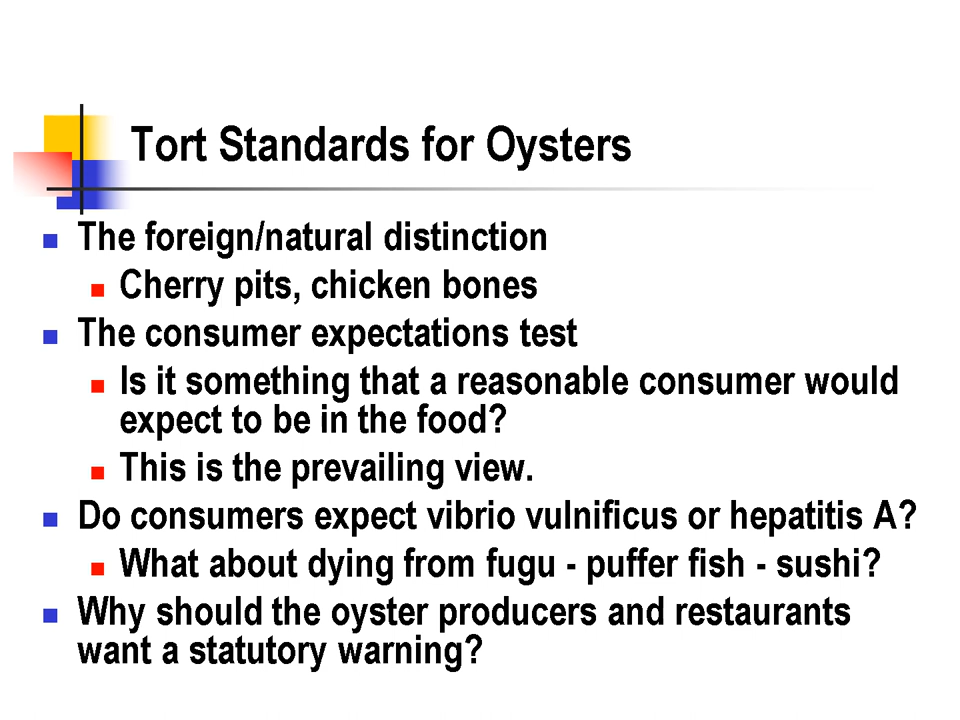 Tort Standards for Oysters
The foreign/natural distinction
Cherry pits, chicken bones
The consumer expectations test
Is it something that a reasonable consumer would
expect to be in the food?
This is the prevailing view.
Do consumers expect vibrio vulnificus or hepatitis A?
What about dying from fugu - puffer fish - sushi?
Why should the oyster producers and restaurants
want a statutory warning?